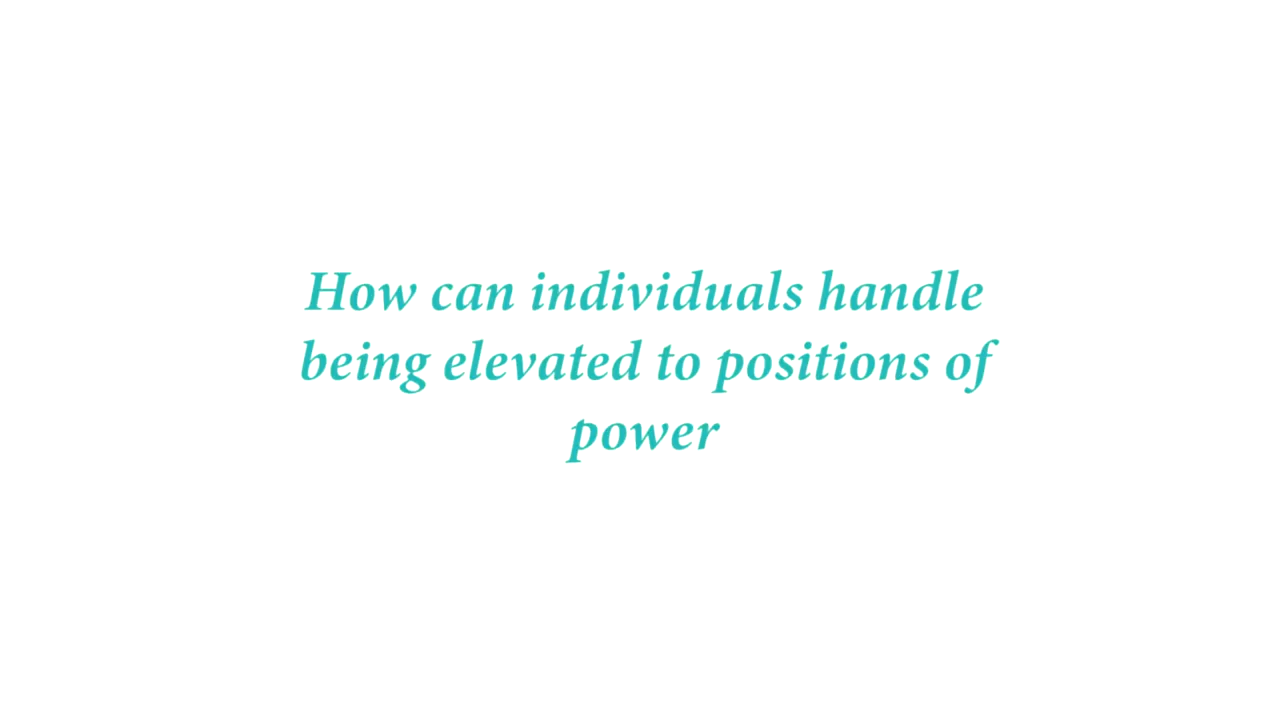 How can individuals handle
being elevated to positions of
power